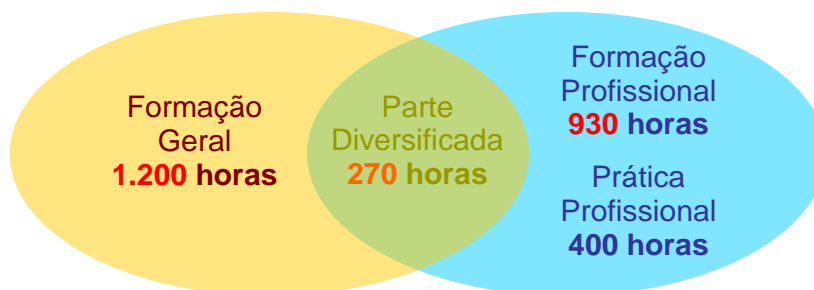 Formação
Geral
1.200 horas
Parte
Diversificada
270 horas
Formação
Profissional
930 horas
Prática
Profissional
400 horas